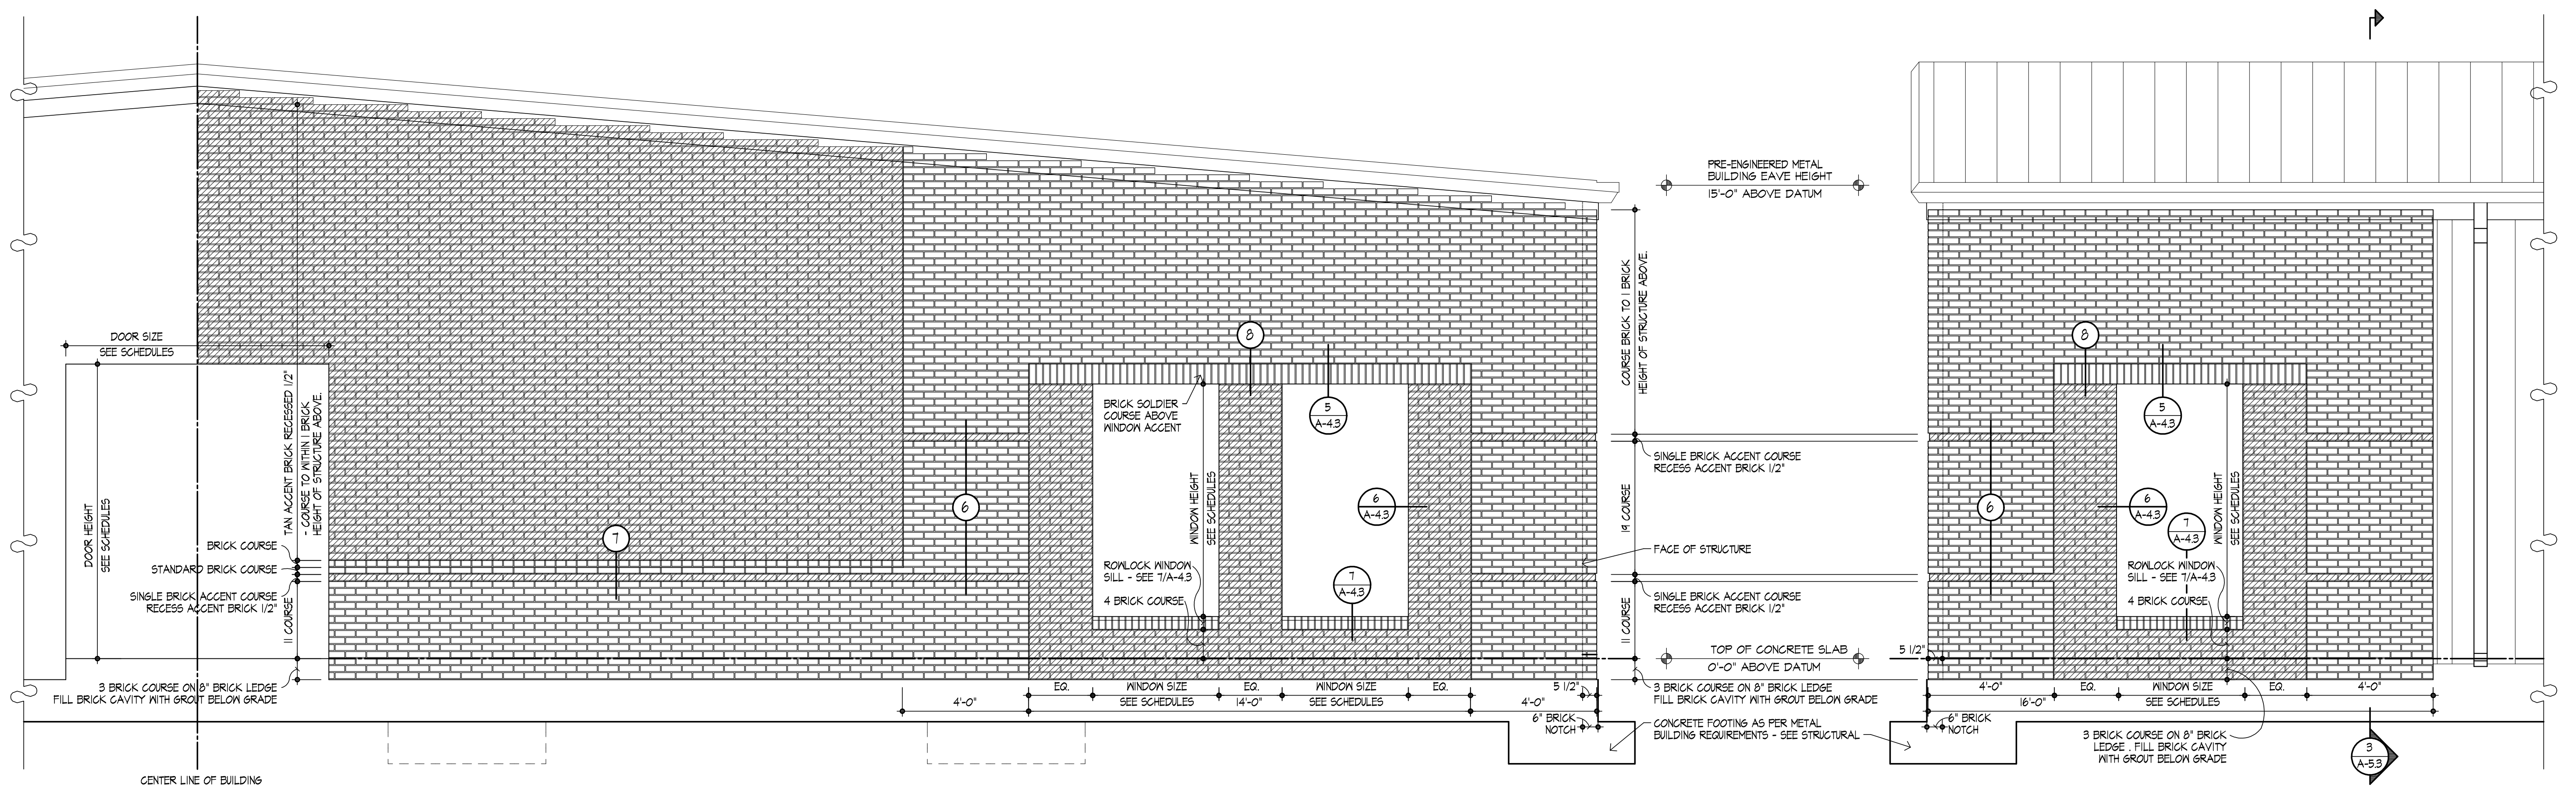 PRE-ENGINEERED METAL
BUILDING EAVE HEIGHT
15'-0" ABOVE DATUM
DOOR SIZE
SEE SCHEDULES
DOOR HEIGHT
SEE SCHEDULES
TAN ACCENT BRICK RECESSED 1/2"
- COURSE TO WITHIN 1 BRICK
HEIGHT OF STRUCTURE ABOVE.
BRICK COURSE
STANDARD BRICK COURSE
SINGLE BRICK ACCENT COURSE
RECESS ACCENT BRICK 1/2"
11 COURSE
3 BRICK COURSE ON 8" BRICK LEDGE
FILL BRICK CAVITY WITH GROUT BELOW GRADE
CENTER LINE OF BUILDING
7
6
8
BRICK SOLDIER
COURSE ABOVE
WINDOW ACCENT
WINDOW HEIGHT
SEE SCHEDULES
ROWLOCK WINDOW
SILL - SEE 7/A-4.3
4 BRICK COURSE
5
A-4.3
6
A-4.3
7
A-4.3
4'-0"
EQ.
WINDOW SIZE
SEE SCHEDULES
EQ.
14'-0"
WINDOW SIZE
SEE SCHEDULES
EQ.
4'-0"
5 1/2"
6" BRICK
NOTCH
COURSE BRICK TO 1 BRICK
HEIGHT OF STRUCTURE ABOVE.
SINGLE BRICK ACCENT COURSE
RECESS ACCENT BRICK 1/2"
19 COURSE
FACE OF STRUCTURE
SINGLE BRICK ACCENT COURSE
RECESS ACCENT BRICK 1/2"
11 COURSE
TOP OF CONCRETE SLAB
0'-0" ABOVE DATUM
3 BRICK COURSE ON 8" BRICK LEDGE
FILL BRICK CAVITY WITH GROUT BELOW GRADE
CONCRETE FOOTING AS PER METAL
BUILDING REQUIREMENTS - SEE STRUCTURAL
8
5
A-4.3
6
6
A-4.3
7
A-4.3
WINDOW HEIGHT
SEE SCHEDULES
ROWLOCK WINDOW
SILL - SEE 7/A-4.3
4 BRICK COURSE
5 1/2"
4'-0"
EQ.
WINDOW SIZE
SEE SCHEDULES
EQ.
4'-0"
16'-0"
6" BRICK
NOTCH
3 BRICK COURSE ON 8" BRICK
LEDGE . FILL BRICK CAVITY
WITH GROUT BELOW GRADE
3
A-5.3